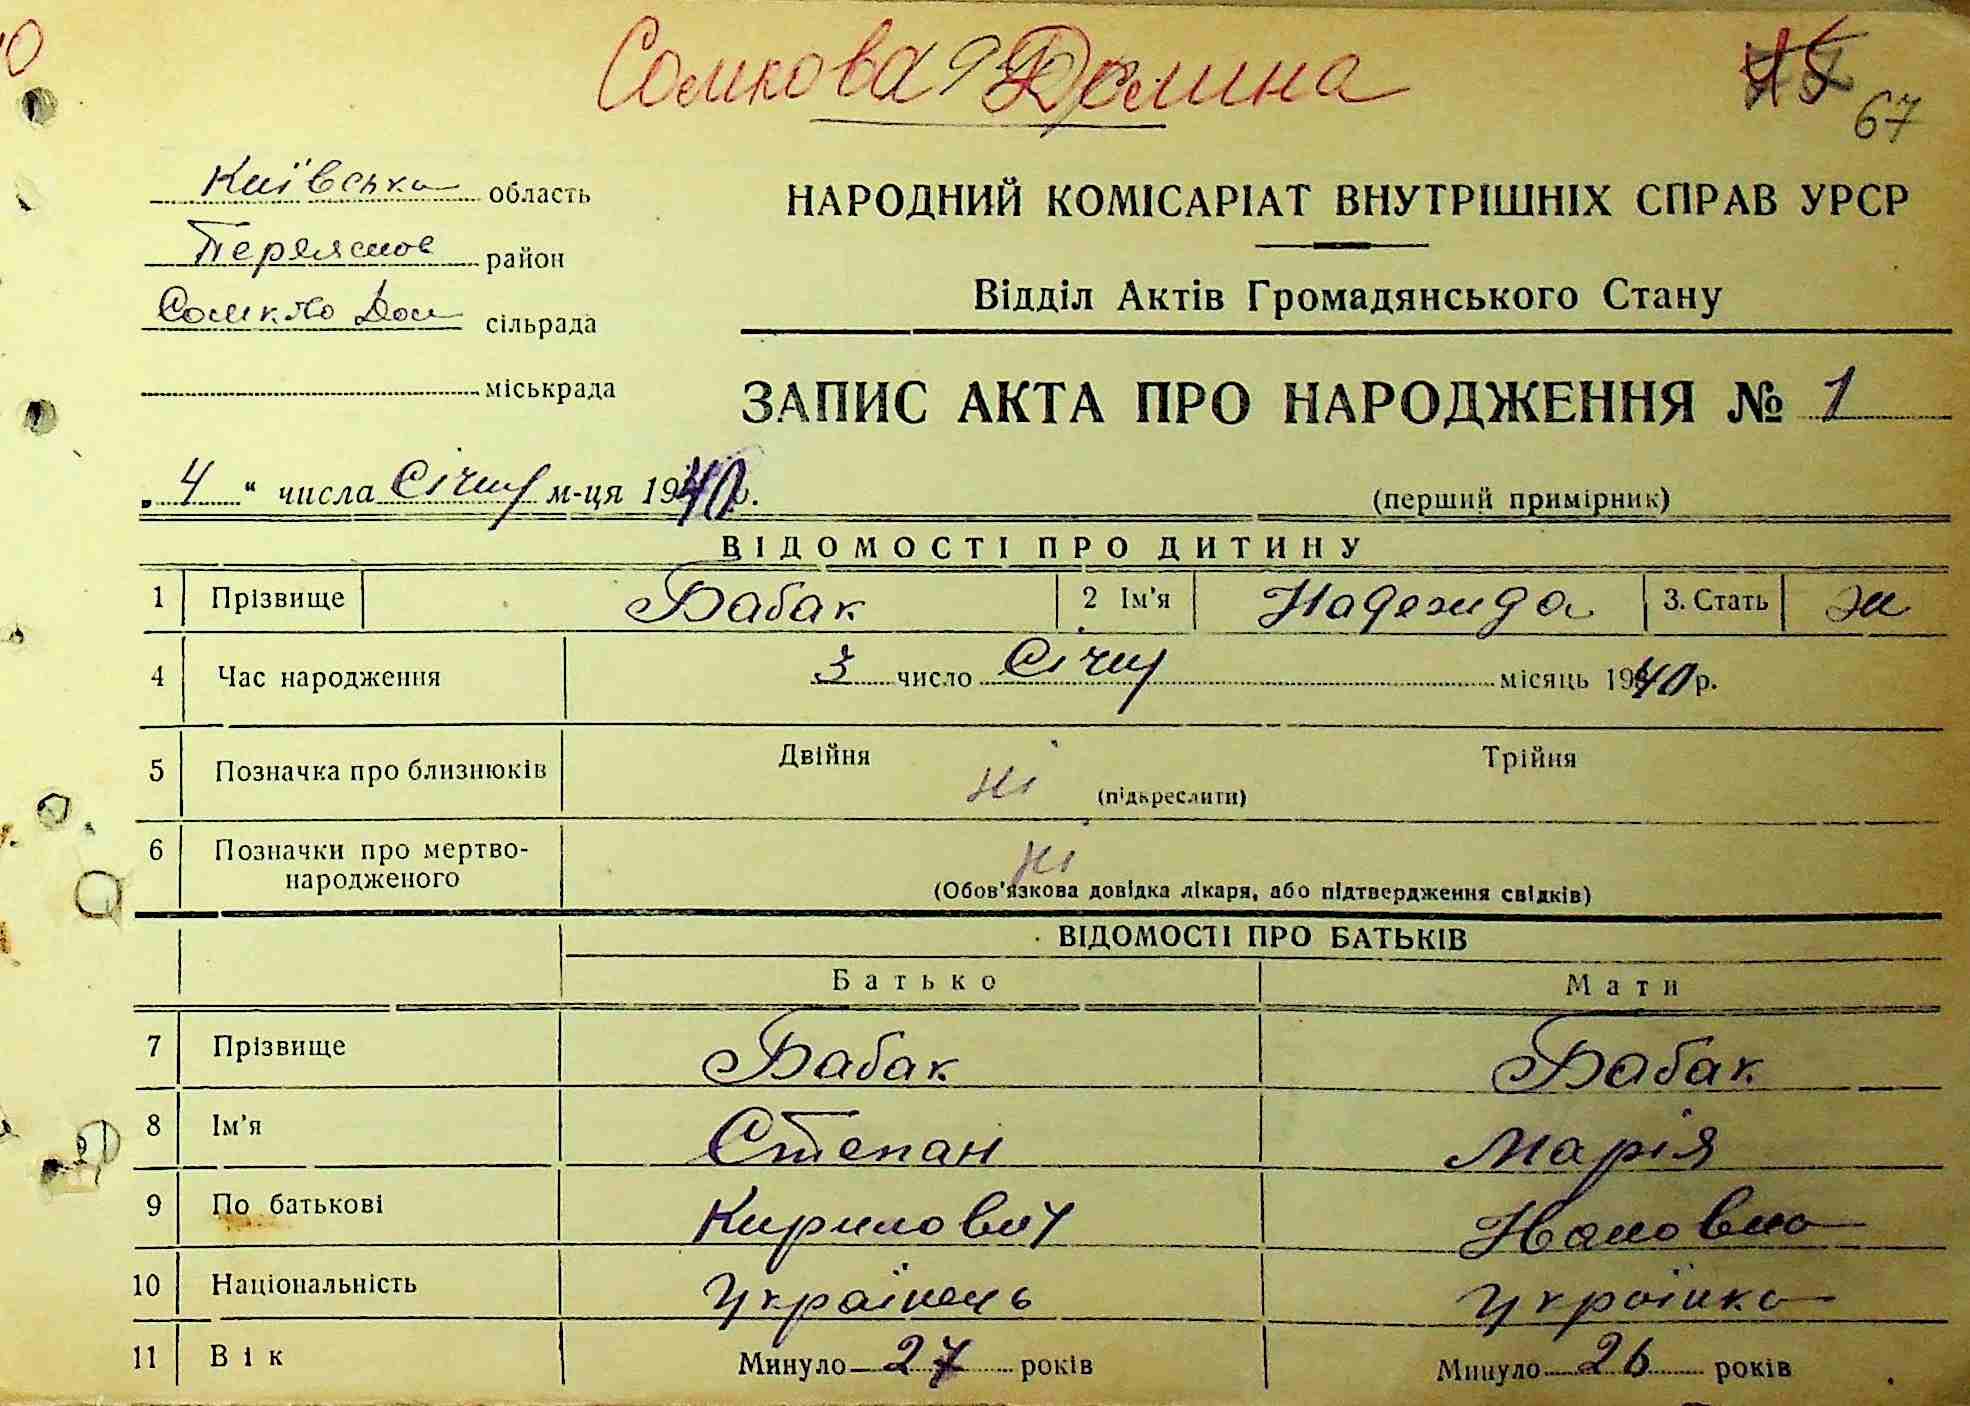 Сомкова Долина
67
Київська область
Переяслов район
Сомк.то Дол сільрада
міськрада
НАРОДНИЙ КОМІСАРІАТ ВНУТРІШНІХ СПРАВ УРСР
Відділ Актів Громадянського Стану
ЗАПИС АКТА ПРО НАРОДЖЕННЯ № 1
„4“ числа Січня м-ця 1940 р.
(перший примірник)
ВІДОМОСТІ ПРО ДИТИНУ
1 Прізвище Бабак 2 Ім'я Надежида 3. Стать ж
4 Час народження 3 число Січня місяць 1940 р.
5 Позначка про близнюків Двійня ні (підкреслити) Трійня
6 Позначки про мертво-
народженого ні (Обов'язкова довідка лікаря, або підтвердження свідків)
ВІДОМОСТІ ПРО БАТЬКІВ
Батько Мати
7 Прізвище Бабак Бабак
8 Ім'я Степан Марія
9 По батькові Кирилович
10 Національність Українець Українка
11 Вік Минуло 27 років Минуло 26 років